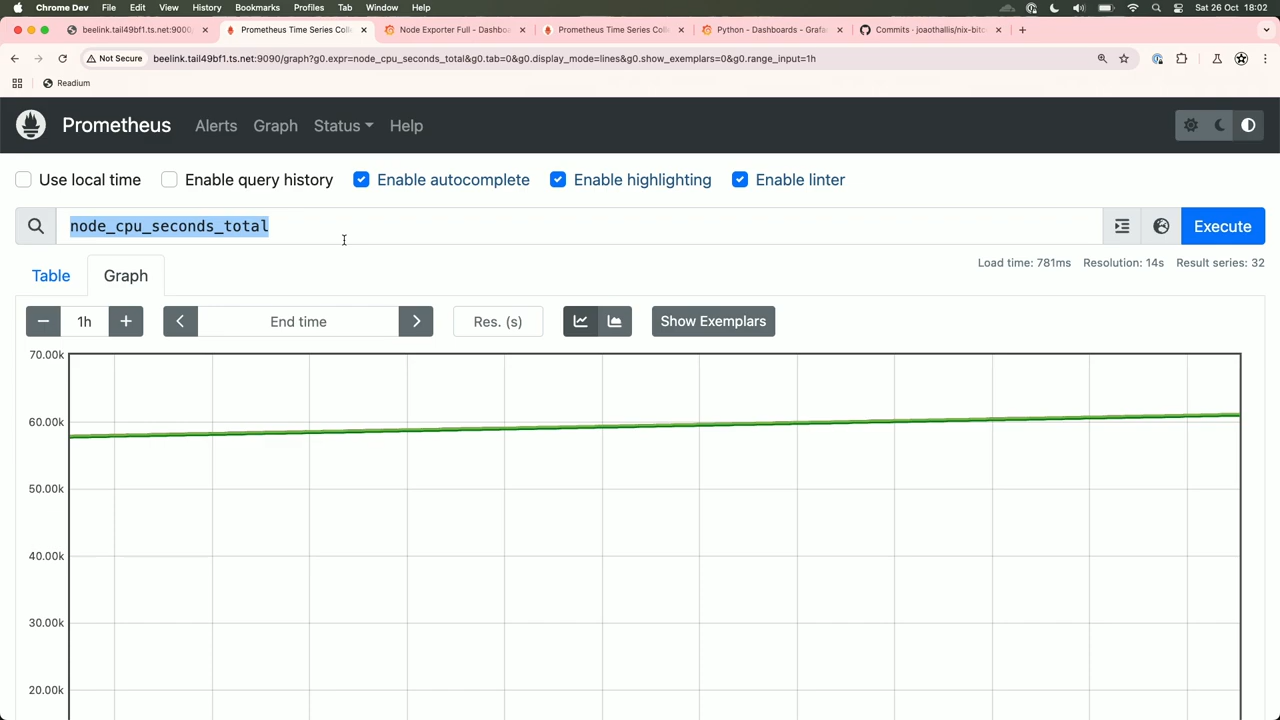 Chrome Dev File Edit View History Bookmarks Profiles Tab Window Help Sat 26 Oct 18:02
beelink.tail49bf1.ts.net:9000/ Prometheus Time Series Coll Node Exporter Full - Dashboa Prometheus Time Series Coll Python - Dashboards - Grafa Commits · joaothallis/nix-bitc
Not Secure beelink.tail49bf1.ts.net:9090/graph?g0.expr=node_cpu_seconds_total&g0.tab=0&g0.display_mode=lines&g0.show_exemplars=0&g0.range_input=1h
Readium
Prometheus Alerts Graph Status Help
Use local time Enable query history Enable autocomplete Enable highlighting Enable linter
node_cpu_seconds_total Execute
Load time: 781ms Resolution: 14s Result series: 32
Table Graph
1h End time Res. (s) Show Exemplars
70.00k
60.00k
50.00k
40.00k
30.00k
20.00k